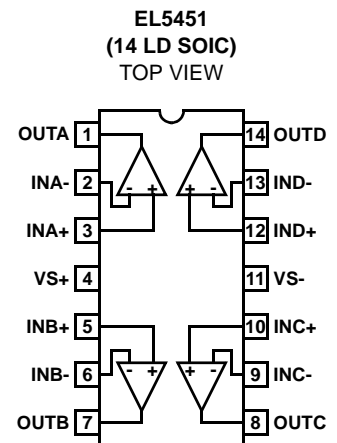 EL5451
(14 LD SOIC)
TOP VIEW
OUTA 1 14 OUTD
INA- 2 - + + - 13 IND-
INA+ 3 12 IND+
VS+ 4 11 VS-
INB+ 5 10 INC+
INB- 6 - + + - 9 INC-
OUTB 7 8 OUTC